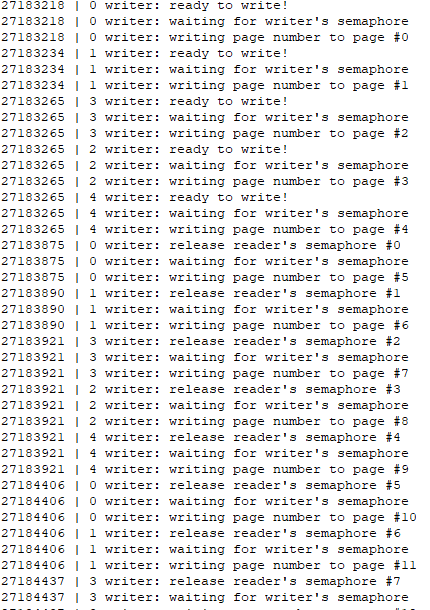 27183218 | 0 writer: ready to write!
27183218 | 0 writer: waiting for writer's semaphore
27183218 | 0 writer: writing page number to page #0
27183234 | 1 writer: ready to write!
27183234 | 1 writer: waiting for writer's semaphore
27183234 | 1 writer: writing page number to page #1
27183265 | 3 writer: ready to write!
27183265 | 3 writer: waiting for writer's semaphore
27183265 | 3 writer: writing page number to page #2
27183265 | 2 writer: ready to write!
27183265 | 2 writer: waiting for writer's semaphore
27183265 | 2 writer: writing page number to page #3
27183265 | 4 writer: ready to write!
27183265 | 4 writer: waiting for writer's semaphore
27183265 | 4 writer: writing page number to page #4
27183875 | 0 writer: release reader's semaphore #0
27183875 | 0 writer: waiting for writer's semaphore
27183875 | 0 writer: writing page number to page #5
27183890 | 1 writer: release reader's semaphore #1
27183890 | 1 writer: waiting for writer's semaphore
27183890 | 1 writer: writing page number to page #6
27183921 | 3 writer: release reader's semaphore #2
27183921 | 3 writer: waiting for writer's semaphore
27183921 | 3 writer: writing page number to page #7
27183921 | 2 writer: release reader's semaphore #3
27183921 | 2 writer: waiting for writer's semaphore
27183921 | 2 writer: writing page number to page #8
27183921 | 4 writer: release reader's semaphore #4
27183921 | 4 writer: waiting for writer's semaphore
27183921 | 4 writer: writing page number to page #9
27184406 | 0 writer: release reader's semaphore #5
27184406 | 0 writer: waiting for writer's semaphore
27184406 | 0 writer: writing page number to page #10
27184406 | 1 writer: release reader's semaphore #6
27184406 | 1 writer: waiting for writer's semaphore
27184406 | 1 writer: writing page number to page #11
27184437 | 3 writer: release reader's semaphore #7
27184437 | 3 writer: waiting for writer's semaphore